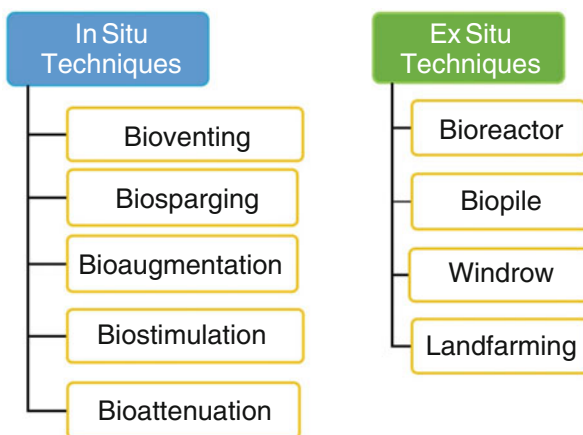 In Situ
Techniques
Bioventing
Biosparging
Bioaugmentation
Biostimulation
Bioattenuation
Ex Situ
Techniques
Bioreactor
Biopile
Windrow
Landfarming